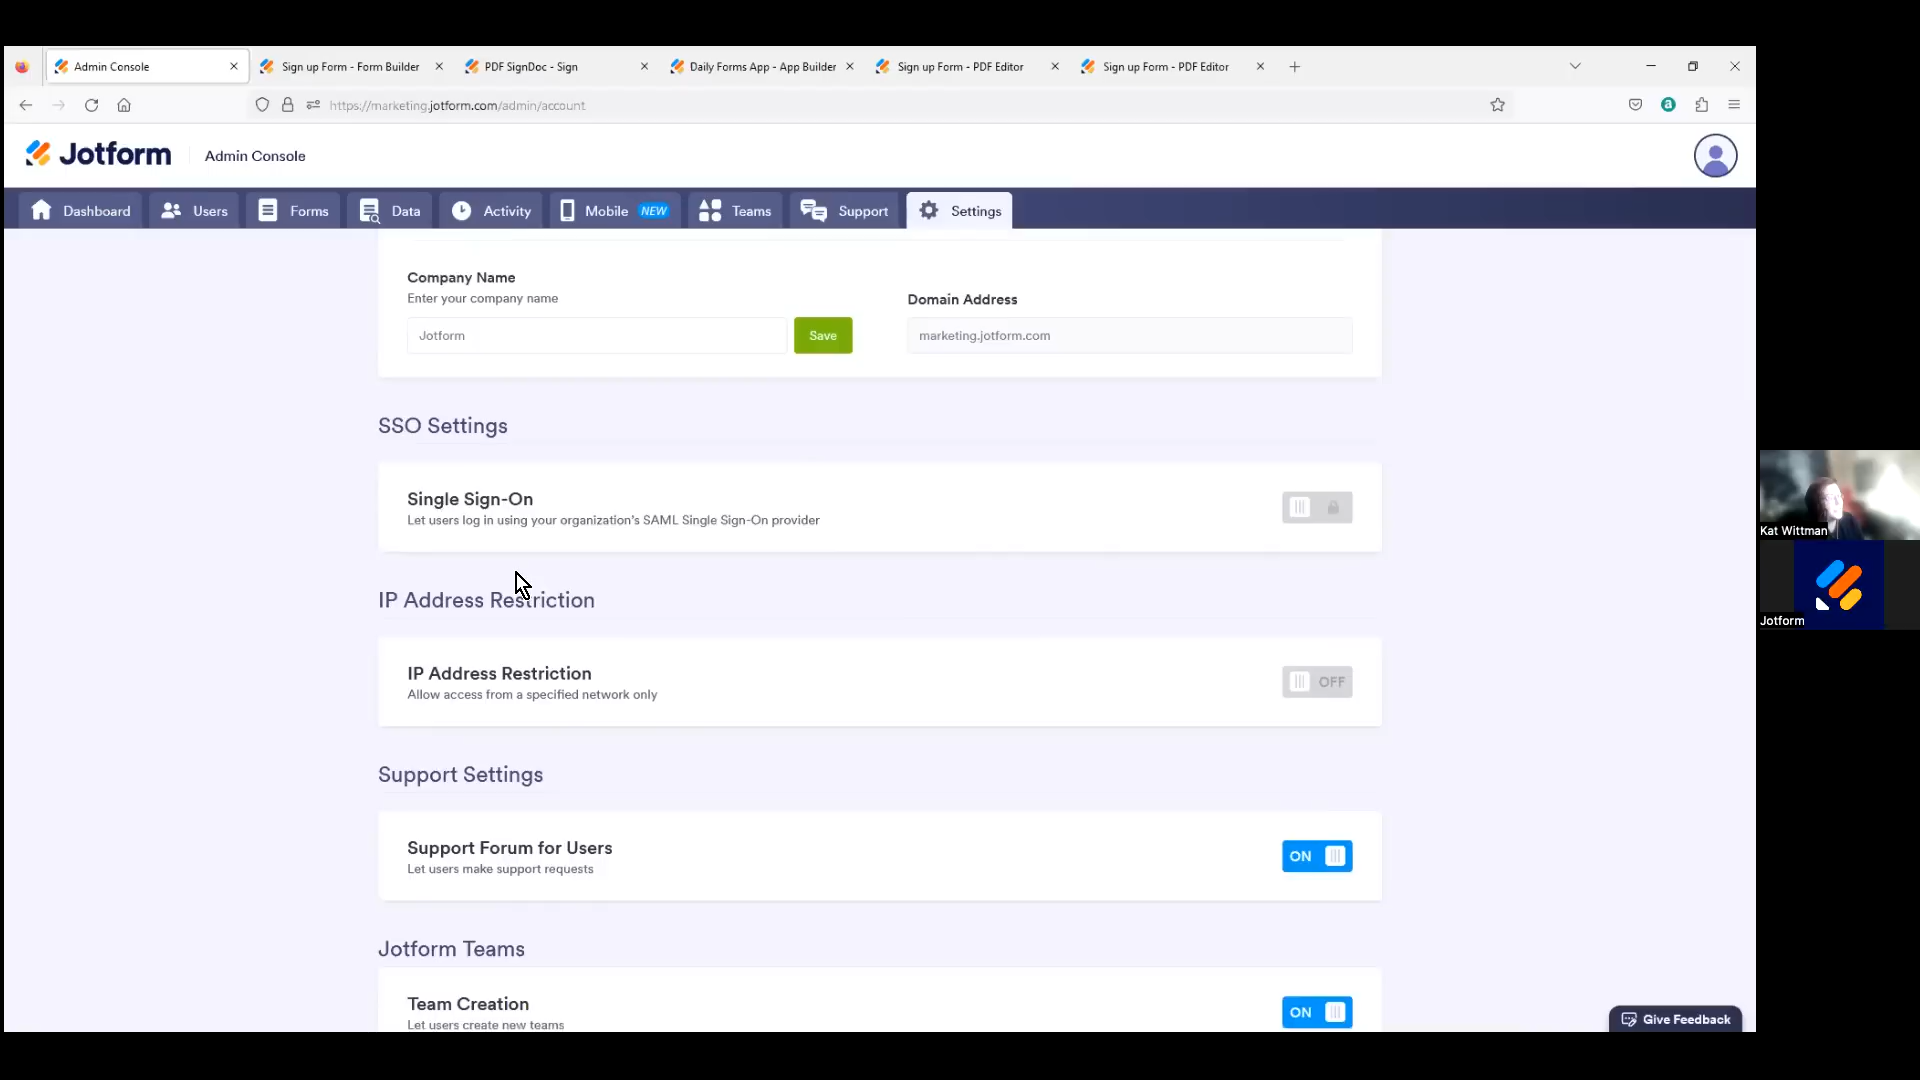 Admin Console
Sign up Form - Form Builder
PDF SignDoc - Sign
Daily Forms App - App Builder
Sign up Form - PDF Editor
Sign up Form - PDF Editor
https://marketing.jotform.com/admin/account
a
Jotform
Admin Console
Dashboard
Users
Forms
Data
Activity
Mobile NEW
Teams
Support
Settings
Company Name
Enter your company name
Domain Address
Jotform
Save
marketing.jotform.com
SSO Settings
Single Sign-On
Let users log in using your organization's SAML Single Sign-On provider
IP Address Restriction
IP Address Restriction
Allow access from a specified network only
OFF
Support Settings
Support Forum for Users
Let users make support requests
ON
Jotform Teams
Team Creation
Let users create new teams
ON
Give Feedback
Kat Wittman
Jotform